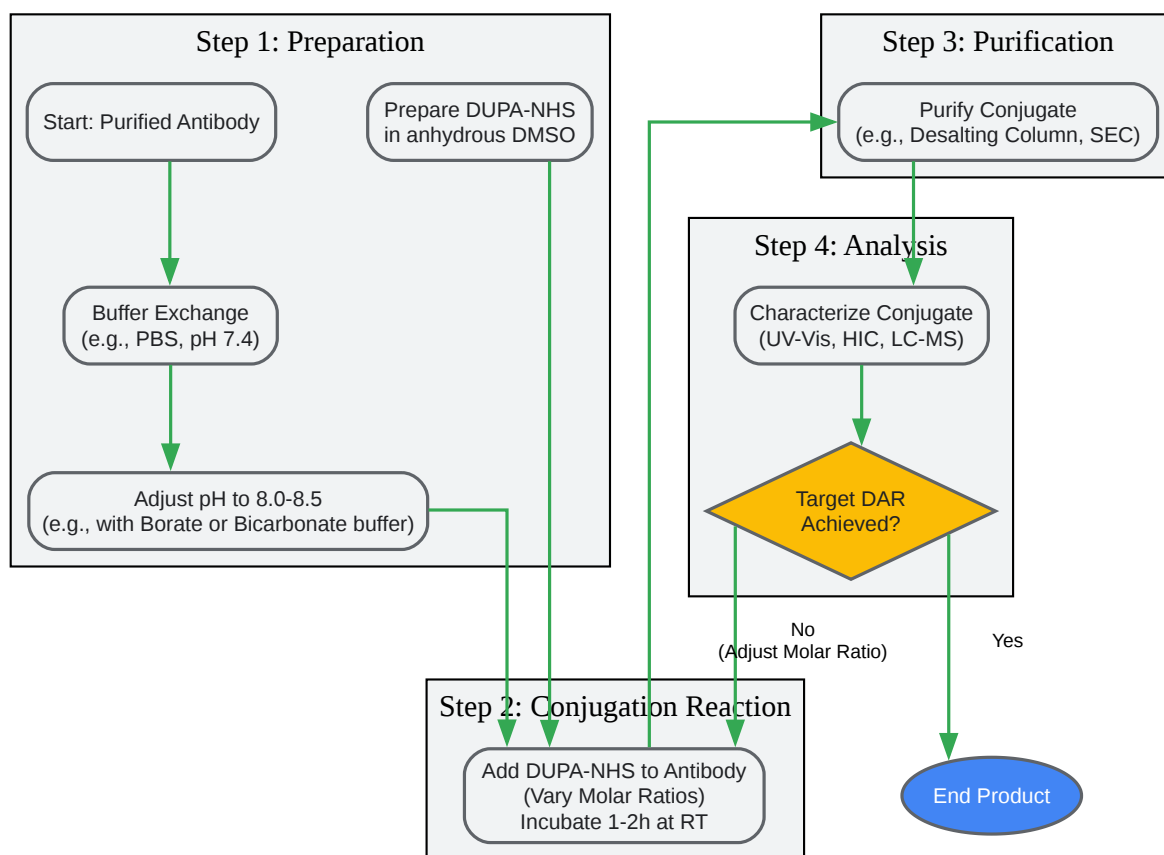 Step 1: Preparation
Start: Purified Antibody
Prepare DUPA-NHS
in anhydrous DMSO
Buffer Exchange
(e.g., PBS, pH 7.4)
Adjust pH to 8.0-8.5
(e.g., with Borate or Bicarbonate buffer)
Step 2: Conjugation Reaction
Add DUPA-NHS to Antibody
(Vary Molar Ratios)
Incubate 1-2h at RT
Step 3: Purification
Purify Conjugate
(e.g., Desalting Column, SEC)
Step 4: Analysis
Characterize Conjugate
(UV-Vis, HIC, LC-MS)
Target DAR
Achieved?
No
(Adjust Molar Ratio)
Yes
End Product